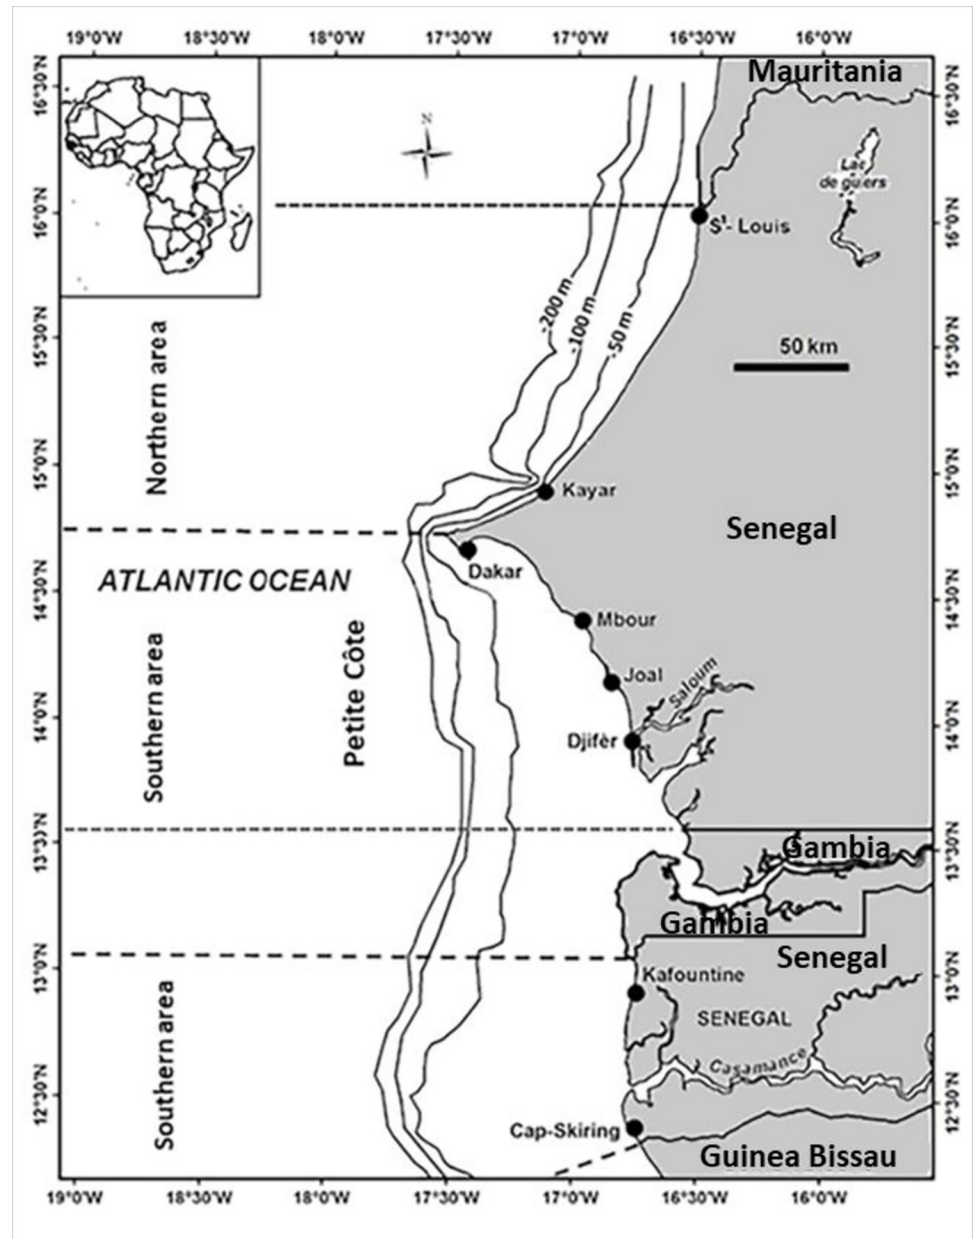 19°0'W 18°30'W 18°0'W 17°30'W 17°0'W 16°30'W 16°0'W
Mauritania
16°30'N
16°30'N
N
Lac
de guiers
16°0'N
16°0'N
Sᵗ- Louis
-200 m
-100 m
-50 m
15°30'N
15°30'N
50 km
Northern area
15°0'N
15°0'N
Kayar
Senegal
ATLANTIC OCEAN
Dakar
14°30'N
14°30'N
Mbour
Southern area
Petite Côte
Joal
Saloum
14°0'N
14°0'N
Djifèr
13°30'N
13°30'N
Gambia
Gambia
Senegal
13°0'N
13°0'N
Kafountine
SENEGAL
Southern area
Casamance
12°30'N
12°30'N
Cap-Skiring
Guinea Bissau
19°0'W 18°30'W 18°0'W 17°30'W 17°0'W 16°30'W 16°0'W